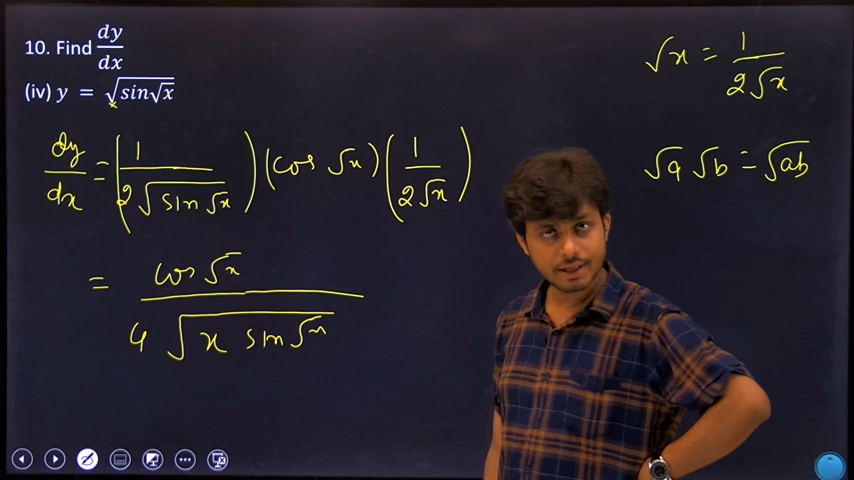 10. Find dy/dx
(iv) y = √(sin√x)
dy/dx = (1/(2√(sin √x))) (cos √x) (1/(2√x))
= cos √x / (4 √(x sin √x))
√x = 1/(2√x)
√a √b = √ab